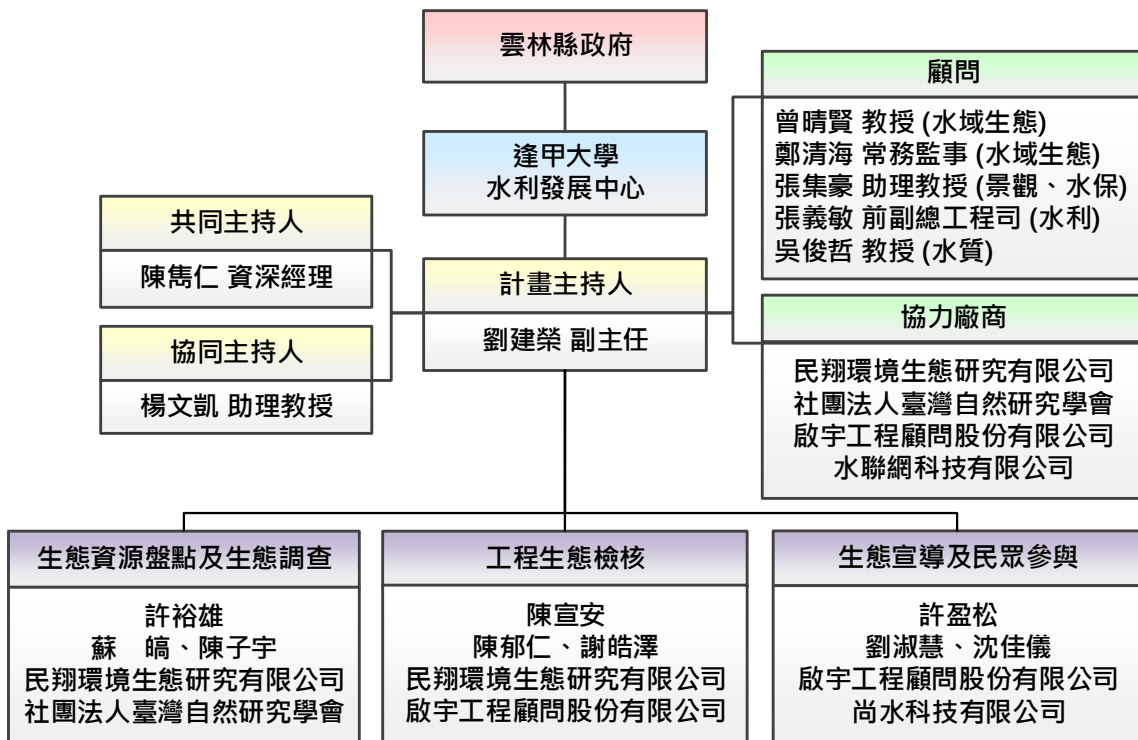 雲林縣政府
逢甲大學
水利發展中心
顧問
曾晴賢 教授 (水域生態)
鄭清海 常務監事 (水域生態)
張集豪 助理教授 (景觀、水保)
張義敏 前副總工程司 (水利)
吳俊哲 教授 (水質)
共同主持人
陳雋仁 資深經理
計畫主持人
劉建榮 副主任
協同主持人
楊文凱 助理教授
協力廠商
民翔環境生態研究有限公司
社團法人臺灣自然研究學會
啟宇工程顧問股份有限公司
水聯網科技有限公司
生態資源盤點及生態調查
許裕雄
蘇　皜、陳子宇
民翔環境生態研究有限公司
社團法人臺灣自然研究學會
工程生態檢核
陳宣安
陳郁仁、謝皓澤
民翔環境生態研究有限公司
啟宇工程顧問股份有限公司
生態宣導及民眾參與
許盈松
劉淑慧、沈佳儀
啟宇工程顧問股份有限公司
尚水科技有限公司